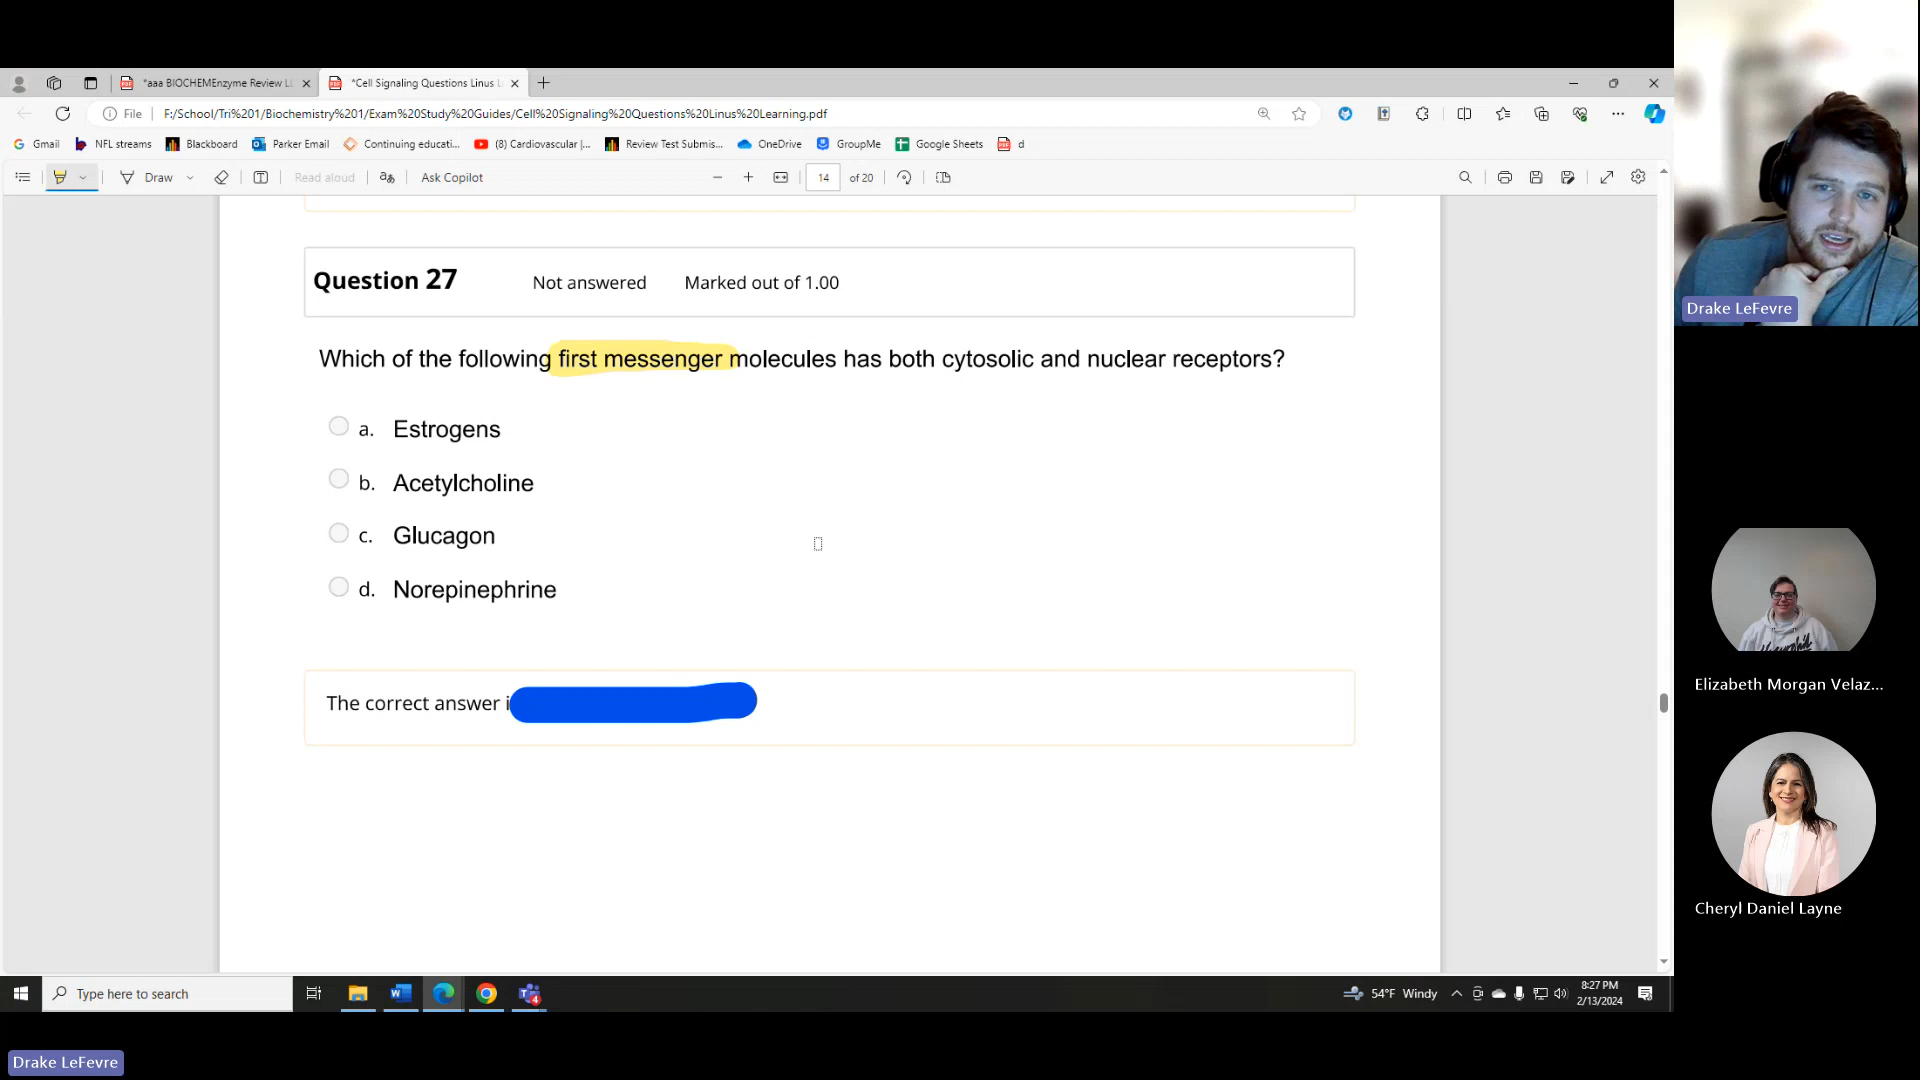 *aaa BIOCHEMEnzyme Review LL
*Cell Signaling Questions Linus L
File
F:/School/Tri%201/Biochemistry%201/Exam%20Study%20Guides/Cell%20Signaling%20Questions%20Linus%20Learning.pdf
Gmail
NFL streams
Blackboard
Parker Email
Continuing educati...
(8) Cardiovascular |...
Review Test Submis...
OneDrive
GroupMe
Google Sheets
d
Draw
Read aloud
Ask Copilot
14
of 20
Question 27
Not answered
Marked out of 1.00
Which of the following first messenger molecules has both cytosolic and nuclear receptors?
a. Estrogens
b. Acetylcholine
c. Glucagon
d. Norepinephrine
The correct answer i
Drake LeFevre
Elizabeth Morgan Velaz...
Cheryl Daniel Layne
Type here to search
54°F Windy
8:27 PM
2/13/2024
Drake LeFevre